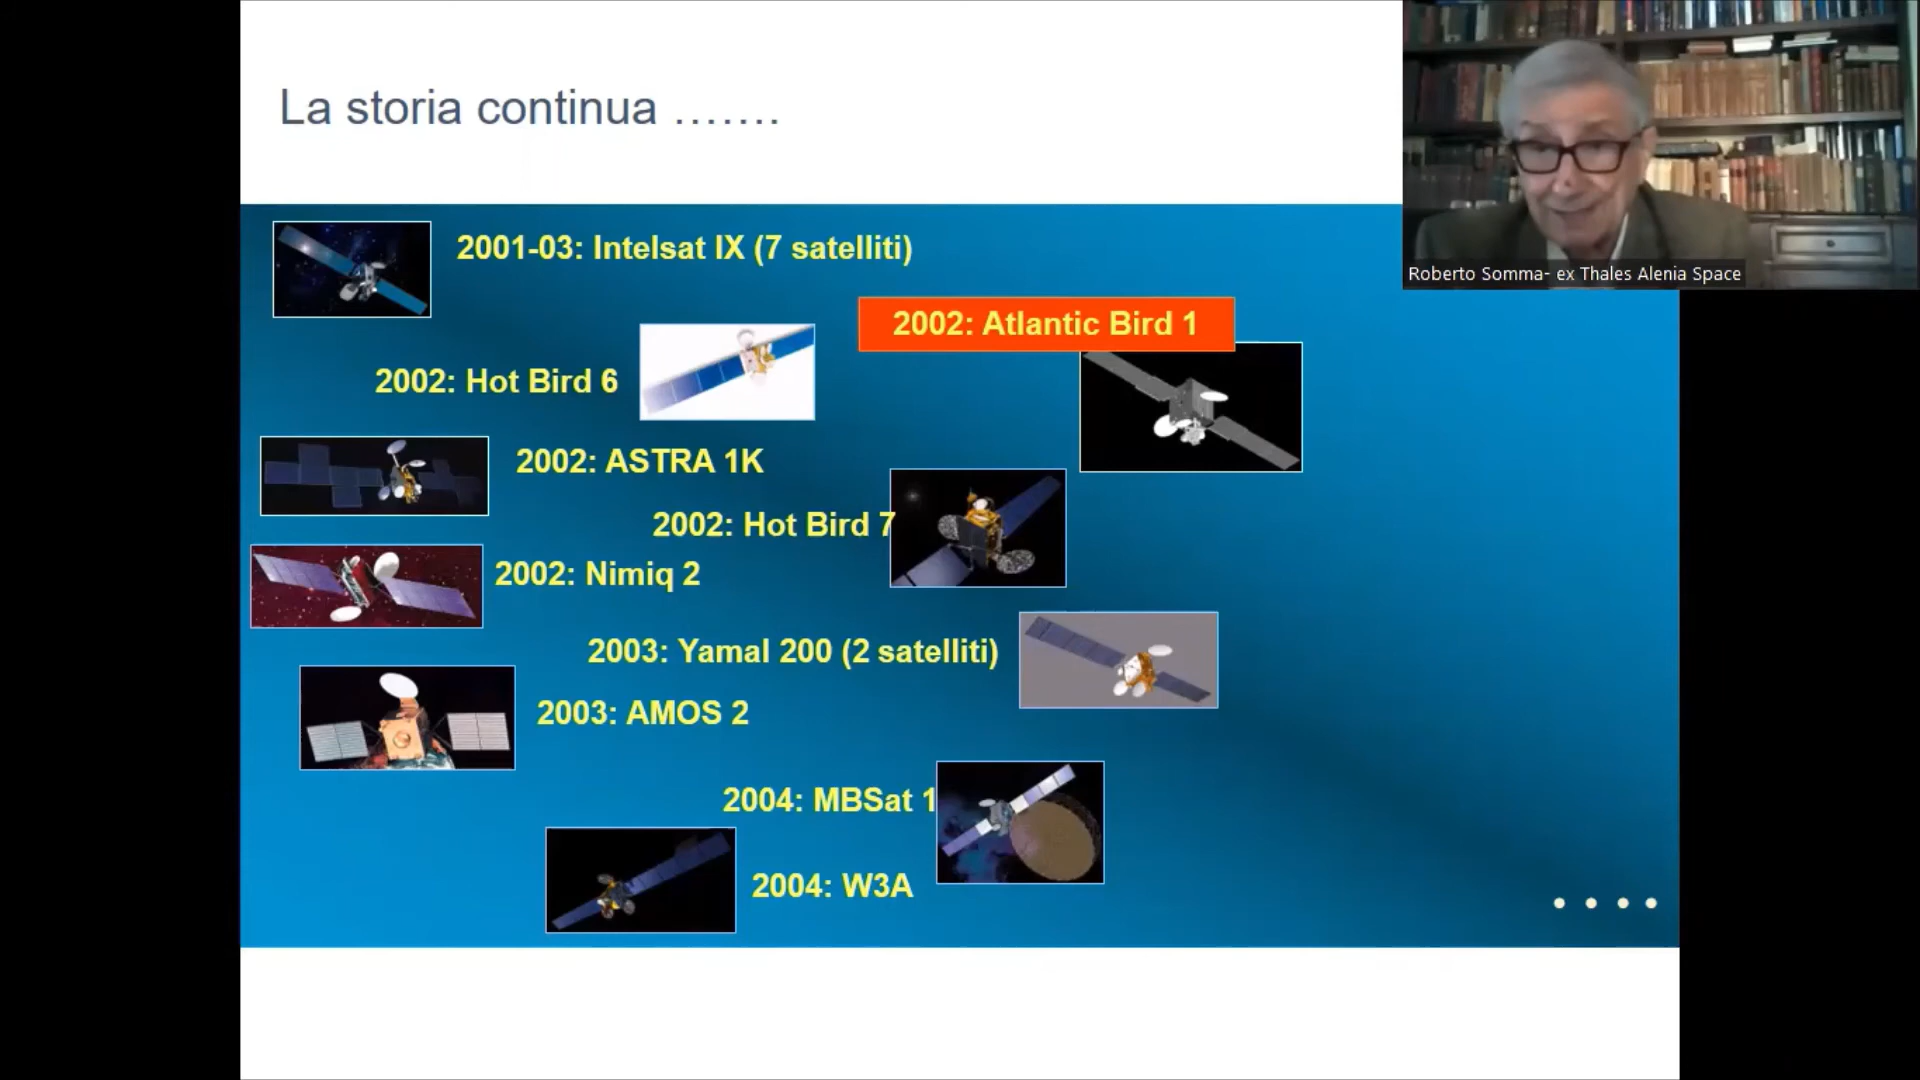 La storia continua …….
Roberto Somma- ex Thales Alenia Space
2001-03: Intelsat IX (7 satelliti)
2002: Atlantic Bird 1
2002: Hot Bird 6
2002: ASTRA 1K
2002: Hot Bird 7
2002: Nimiq 2
2003: Yamal 200 (2 satelliti)
2003: AMOS 2
2004: MBSat 1
2004: W3A
. . . .